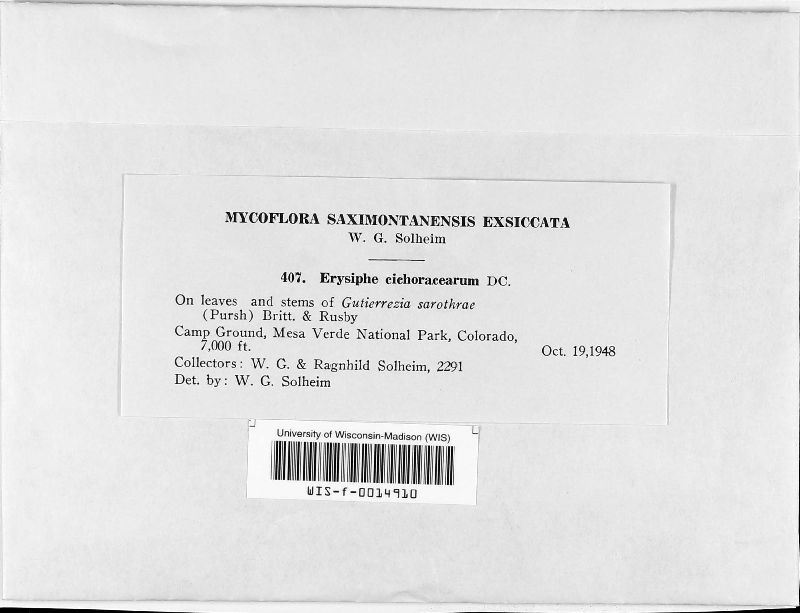 MYCOFLORA SAXIMONTANENSIS EXSICCATA
W. G. Solheim
407. Erysiphe cichoracearum DC.
On leaves and stems of Gutierrezia sarothrae
(Pursh) Britt. & Rusby
Camp Ground, Mesa Verde National Park, Colorado,
7,000 ft.
Oct. 19,1948
Collectors: W. G. & Ragnhild Solheim, 2291
Det. by: W. G. Solheim
University of Wisconsin-Madison (WIS)
WIS-f-0014910